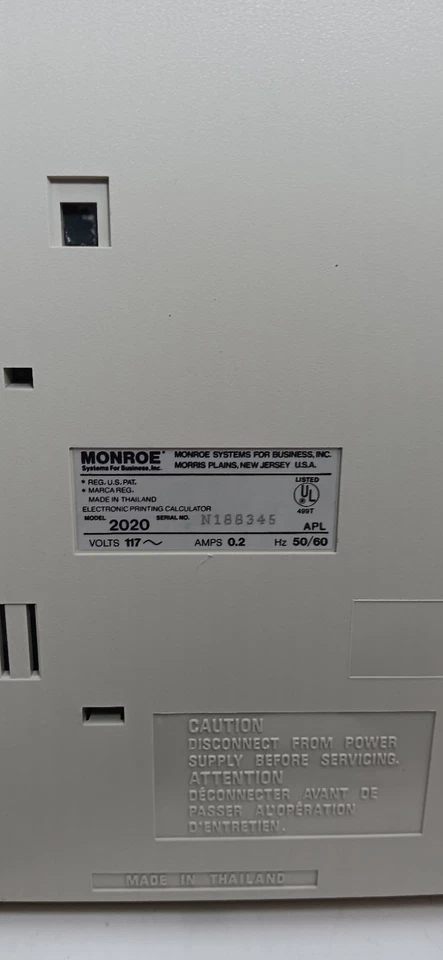 MONROE® MONROE SYSTEMS FOR BUSINESS, INC.
Systems For Business, Inc. MORRIS PLAINS, NEW JERSEY U.S.A.
* REG. U.S. PAT. LISTED
* MARCA REG. UL
MADE IN THAILAND
ELECTRONIC PRINTING CALCULATOR 499T
MODEL 2020 SERIAL NO. N188345 APL
VOLTS 117 ~ AMPS 0.2 Hz 50/60
CAUTION
DISCONNECT FROM POWER
SUPPLY BEFORE SERVICING.
ATTENTION
DÉCONNECTER AVANT DE
PASSER À L'OPÉRATION
D'ENTRETIEN.
MADE IN THAILAND